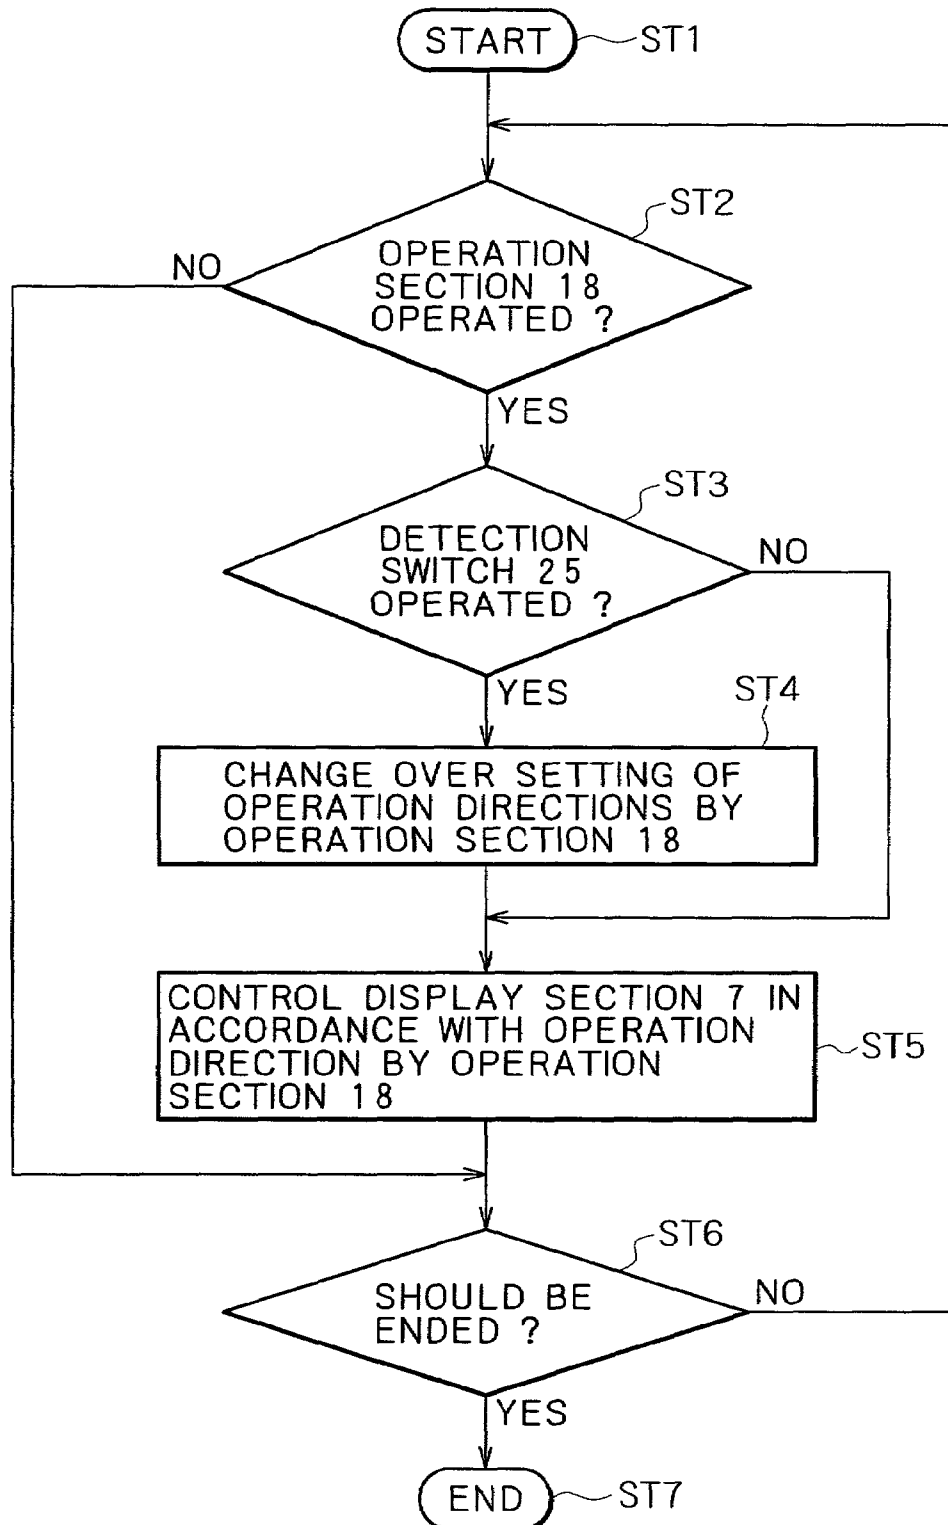 START
ST1
ST2
OPERATION
SECTION 18
OPERATED ?
NO
YES
ST3
DETECTION
SWITCH 25
OPERATED ?
NO
YES
ST4
CHANGE OVER SETTING OF
OPERATION DIRECTIONS BY
OPERATION SECTION 18
CONTROL DISPLAY SECTION 7 IN
ACCORDANCE WITH OPERATION
DIRECTION BY OPERATION
SECTION 18
ST5
ST6
SHOULD BE
ENDED ?
NO
YES
END
ST7